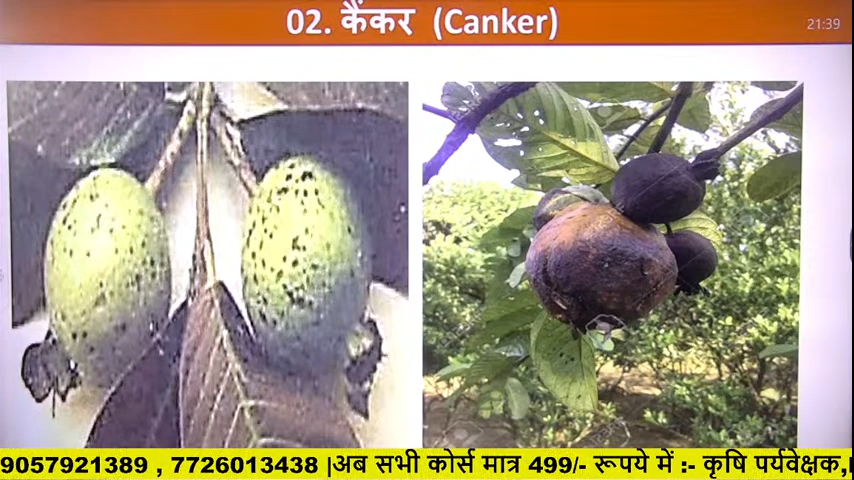 02. कैंकर (Canker)
21:39
9057921389 , 7726013438 |अब सभी कोर्स मात्र 499/- रूपये में :- कृषि पर्यवेक्षक,